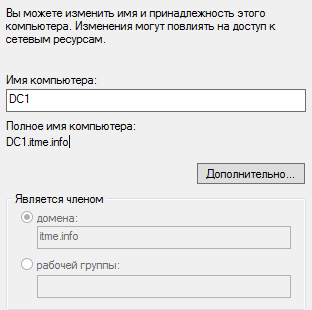 Вы можете изменить имя и принадлежность этого
компьютера. Изменения могут повлиять на доступ к
сетевым ресурсам.
Имя компьютера:
DC1
Полное имя компьютера:
DC1.itme.info
Дополнительно...
Является членом
домена:
itme.info
рабочей группы: